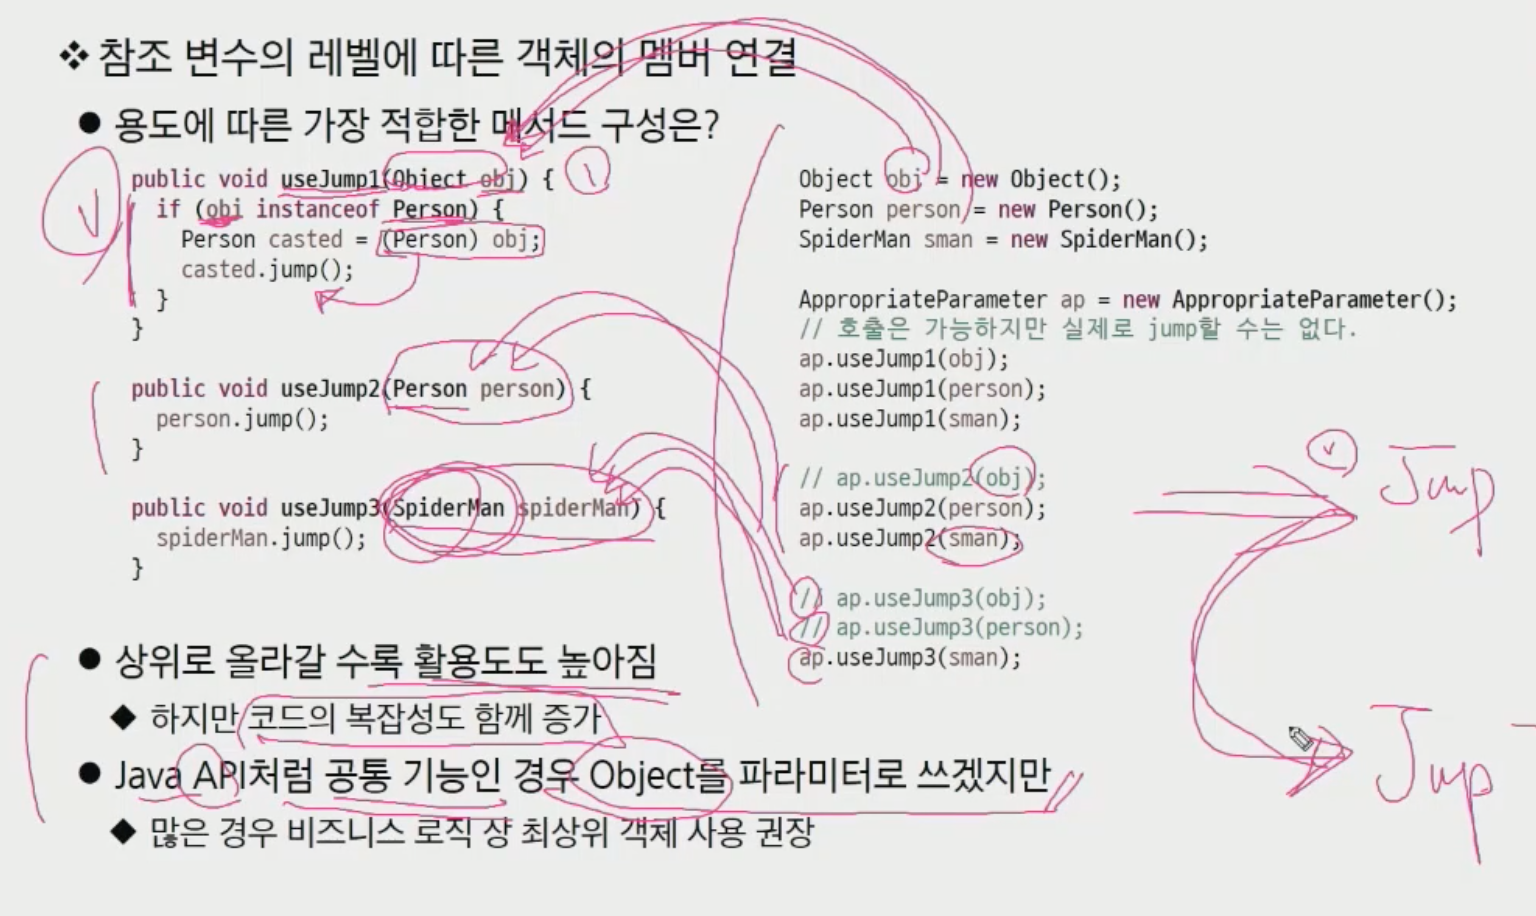 ❖ 참조 변수의 레벨에 따른 객체의 멤버 연결
● 용도에 따른 가장 적합한 메서드 구성은?
public void useJump1(Object obj) {
if (obj instanceof Person) {
Person casted = (Person) obj;
casted.jump();
}
}
public void useJump2(Person person) {
person.jump();
}
public void useJump3(SpiderMan spiderMan) {
spiderMan.jump();
}
Object obj = new Object();
Person person = new Person();
SpiderMan sman = new SpiderMan();
AppropriateParameter ap = new AppropriateParameter();
// 호출은 가능하지만 실제로 jump할 수는 없다.
ap.useJump1(obj);
ap.useJump1(person);
ap.useJump1(sman);
// ap.useJump2(obj);
ap.useJump2(person);
ap.useJump2(sman);
// ap.useJump3(obj);
// ap.useJump3(person);
ap.useJump3(sman);
Jump
Jump
● 상위로 올라갈 수록 활용도도 높아짐
◆ 하지만 코드의 복잡성도 함께 증가
● Java API처럼 공통 기능인 경우 Object를 파라미터로 쓰겠지만
◆ 많은 경우 비즈니스 로직 상 최상위 객체 사용 권장